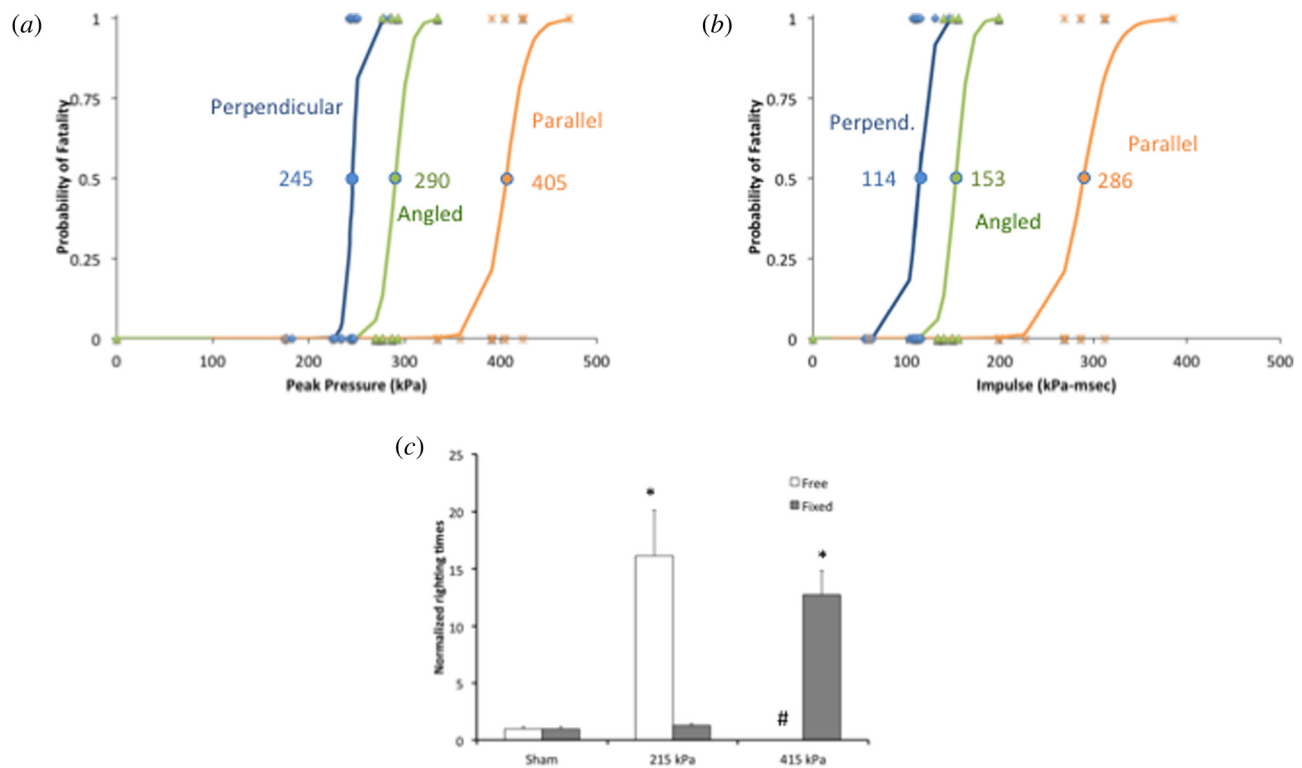 (a)
Probability of Fatality
1
0.75
0.5
0.25
0
Perpendicular
245
290
Angled
Parallel
405
0 100 200 300 400 500
Peak Pressure (kPa)
(b)
Probability of Fatality
1
0.75
0.5
0.25
0
Perpend.
114
153
Angled
Parallel
286
0 100 200 300 400 500
Impulse (kPa-msec)
(c)
Normalized righting times
25
20
15
10
5
0
*
#
*
Free
Fixed
Sham 215 kPa 415 kPa